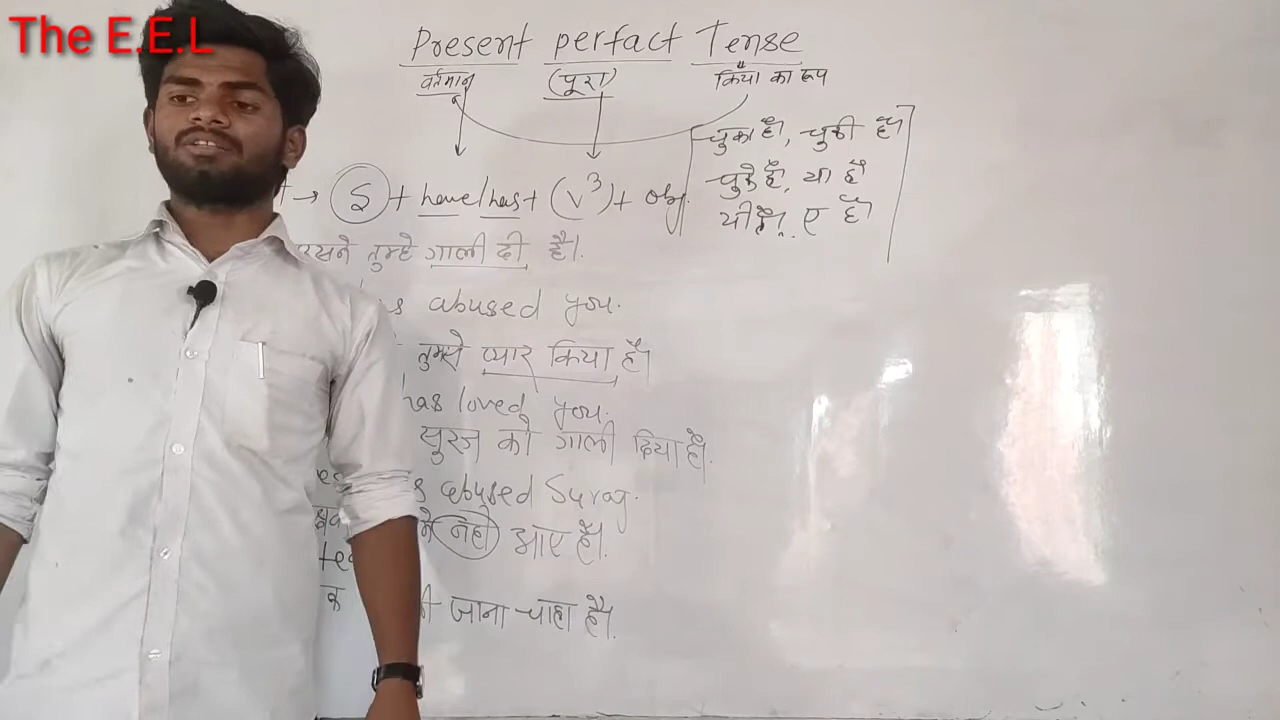 The E.E.L
Present perfact Tense
वर्तमान (पूरा) क्रिया का रूप
चुका है, चुकी है।
चुके हैं, या है
यी है, ए है।
→ S + have/has + (V³) + obj.
उसने तुम्हे गाली दी है।
abused you.
तुमसे प्यार किया है।
has loved you.
सुरज को गाली दिया है।
abused Suraj.
ने नही आए है।
जाना चाहा है।